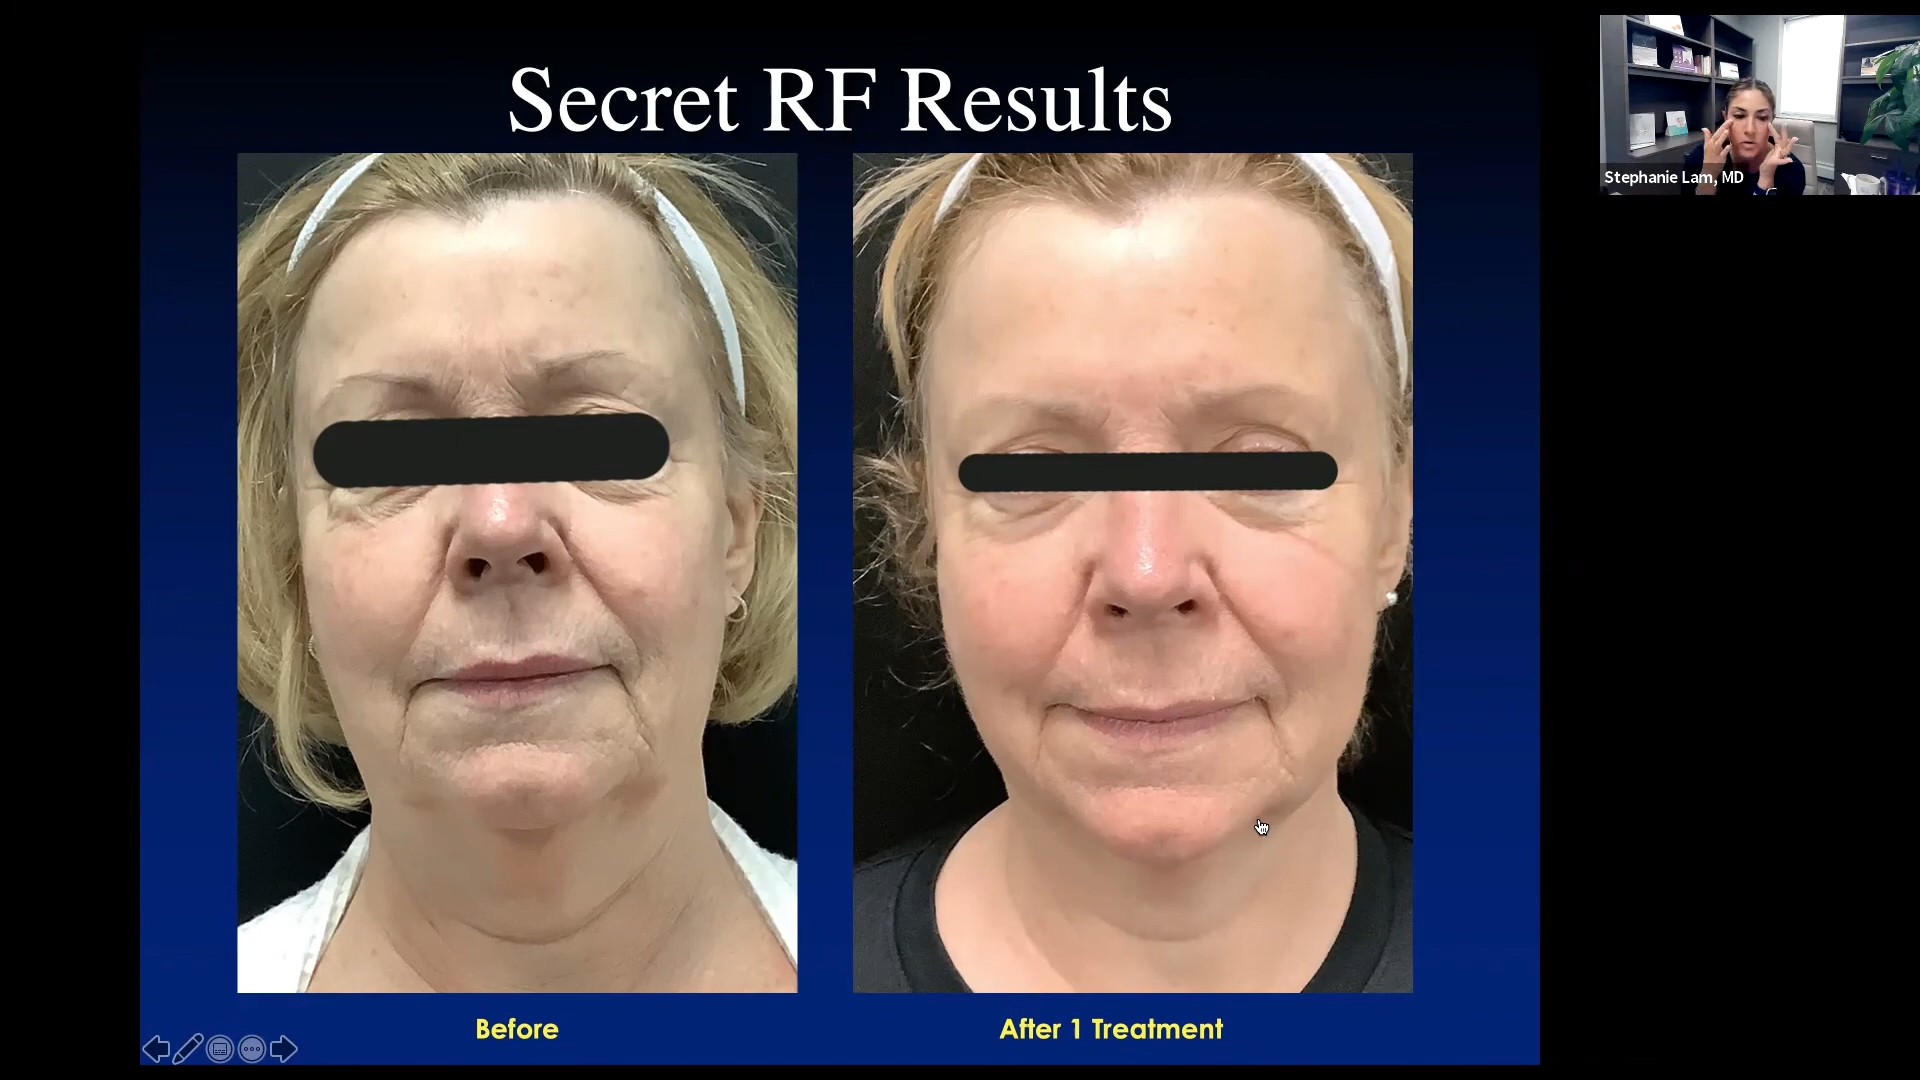 Secret RF Results
Stephanie Lam, MD
Before
After 1 Treatment